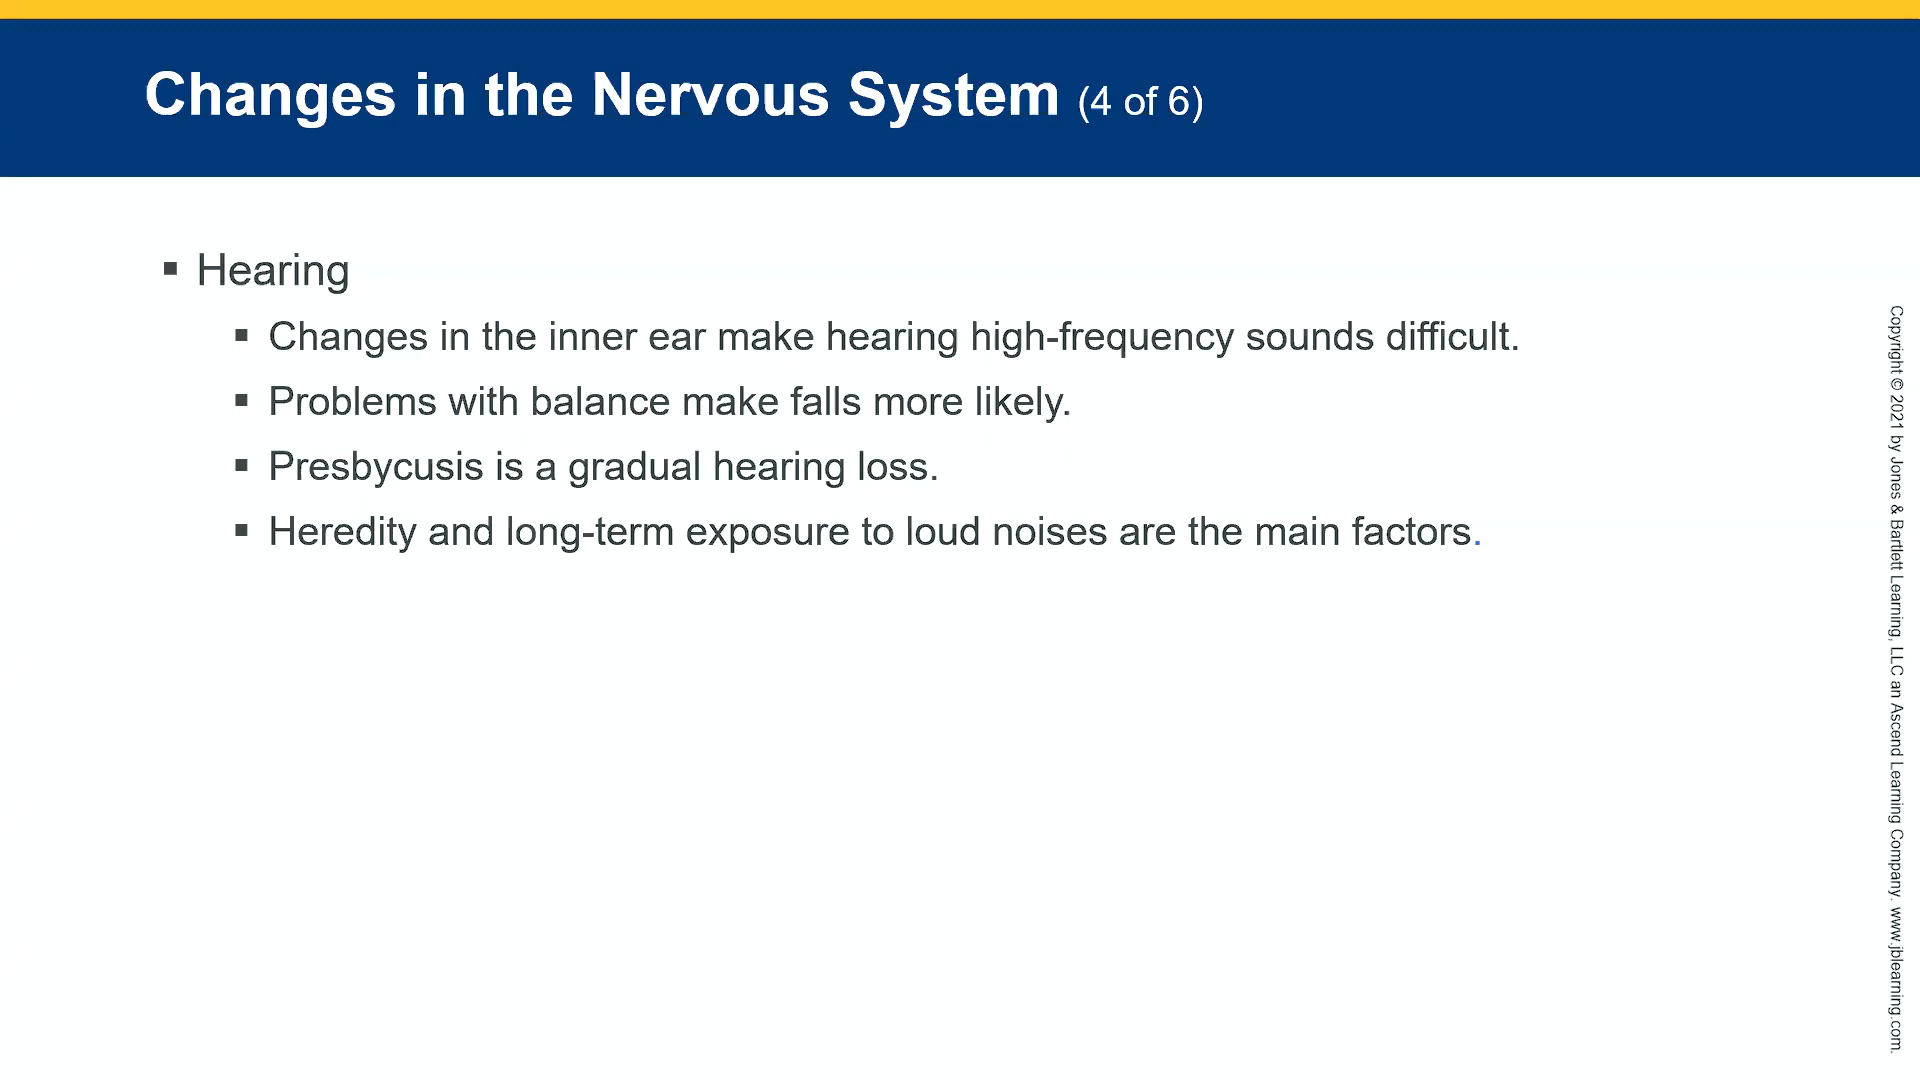 Changes in the Nervous System (4 of 6)
▪ Hearing
▪ Changes in the inner ear make hearing high-frequency sounds difficult.
▪ Problems with balance make falls more likely.
▪ Presbycusis is a gradual hearing loss.
▪ Heredity and long-term exposure to loud noises are the main factors.
Copyright © 2021 by Jones & Bartlett Learning, LLC an Ascend Learning Company. www.jblearning.com.